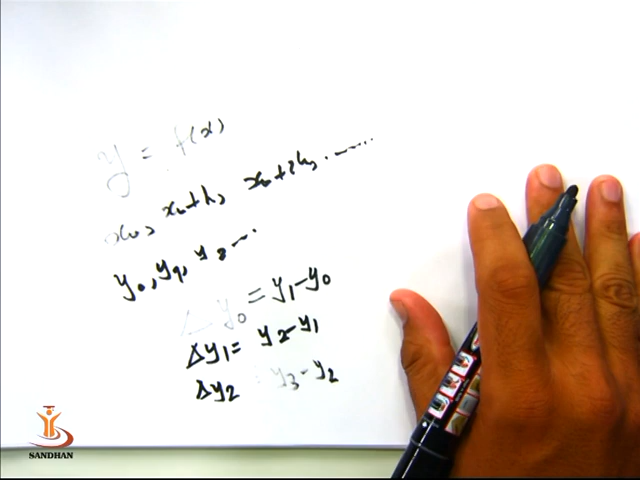 y = f(x)
x₀, x₀+h, x₀+2h, ........
y₀, y₁, y₂ ....
Δy₀ = y₁-y₀
Δy₁ = y₂-y₁
Δy₂ = y₃-y₂
SANDHAN